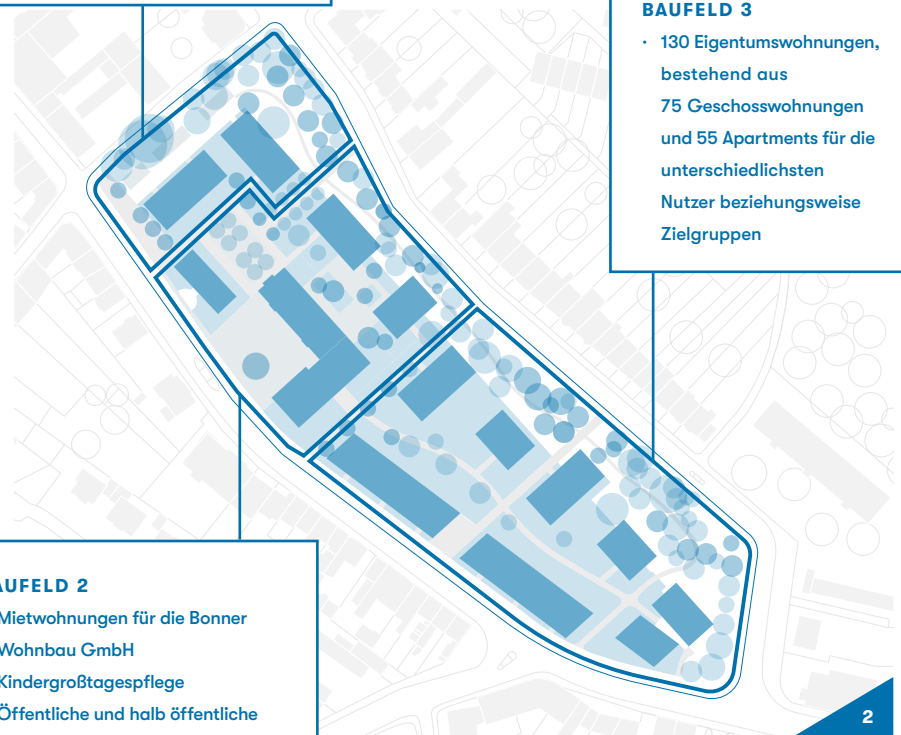 BAUFELD 3
· 130 Eigentumswohnungen,
bestehend aus
75 Geschosswohnungen
und 55 Apartments für die
unterschiedlichsten
Nutzer beziehungsweise
Zielgruppen
AUFELD 2
Mietwohnungen für die Bonner
Wohnbau GmbH
Kindergroßtagespflege
Öffentliche und halb öffentliche
2